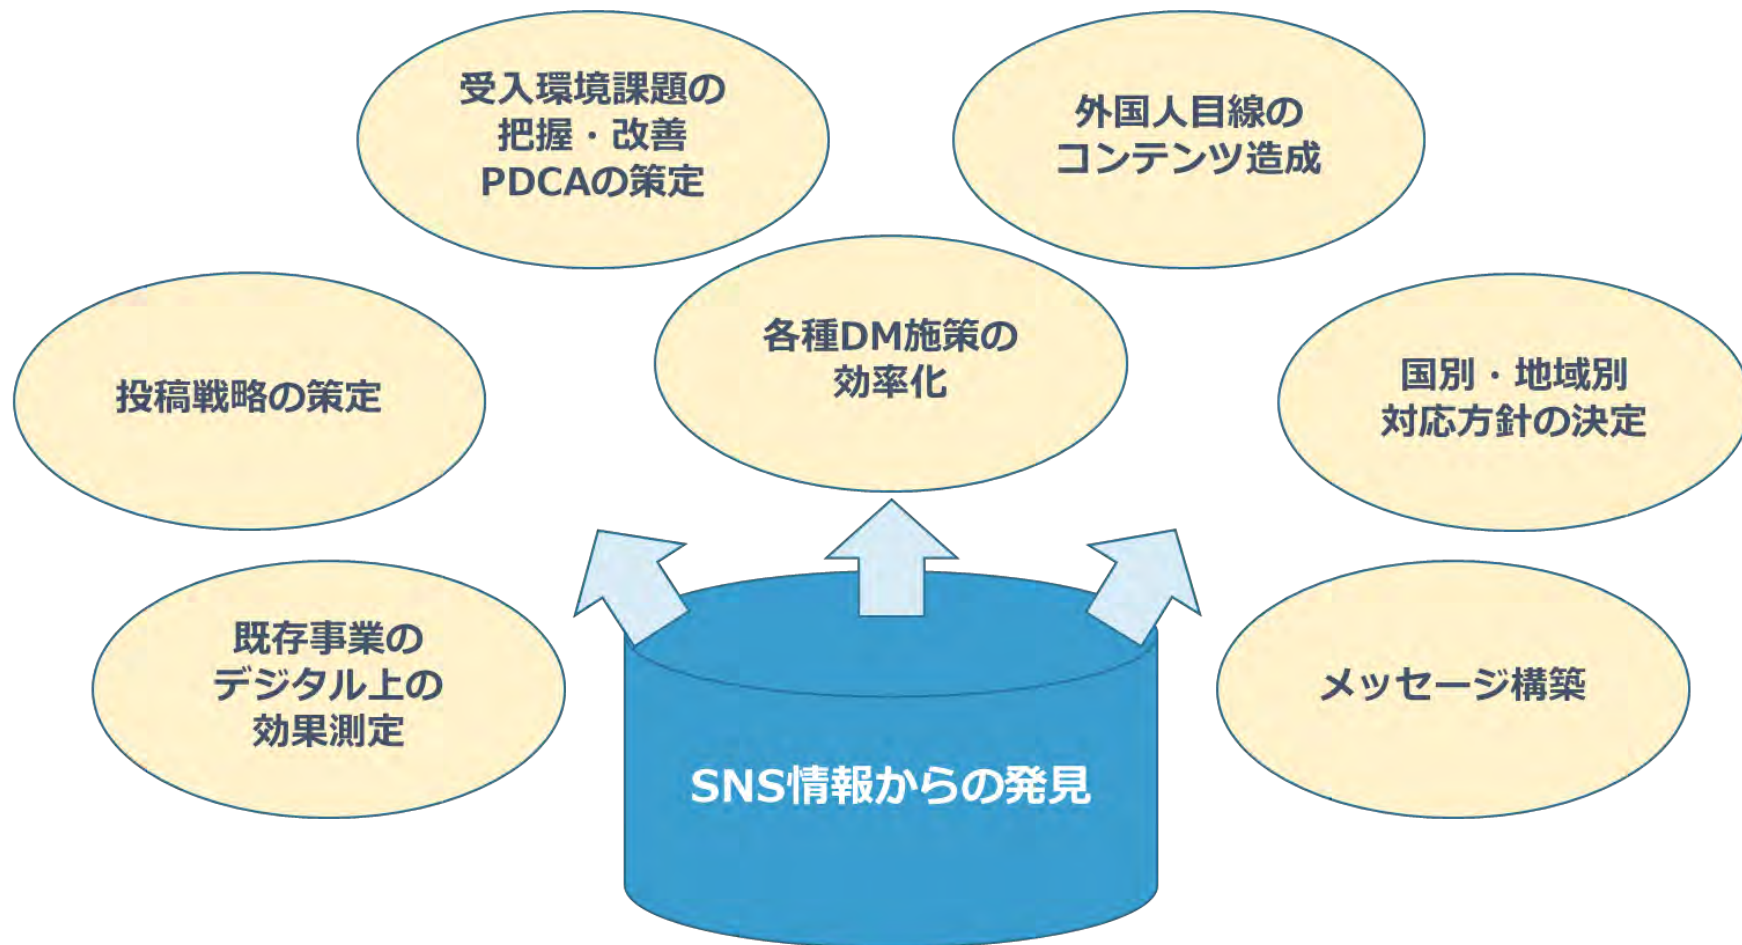 受入環境課題の
把握・改善
PDCAの策定
外国人目線の
コンテンツ造成
各種DM施策の
効率化
投稿戦略の策定
国別・地域別
対応方針の決定
既存事業の
デジタル上の
効果測定
メッセージ構築
SNS情報からの発見